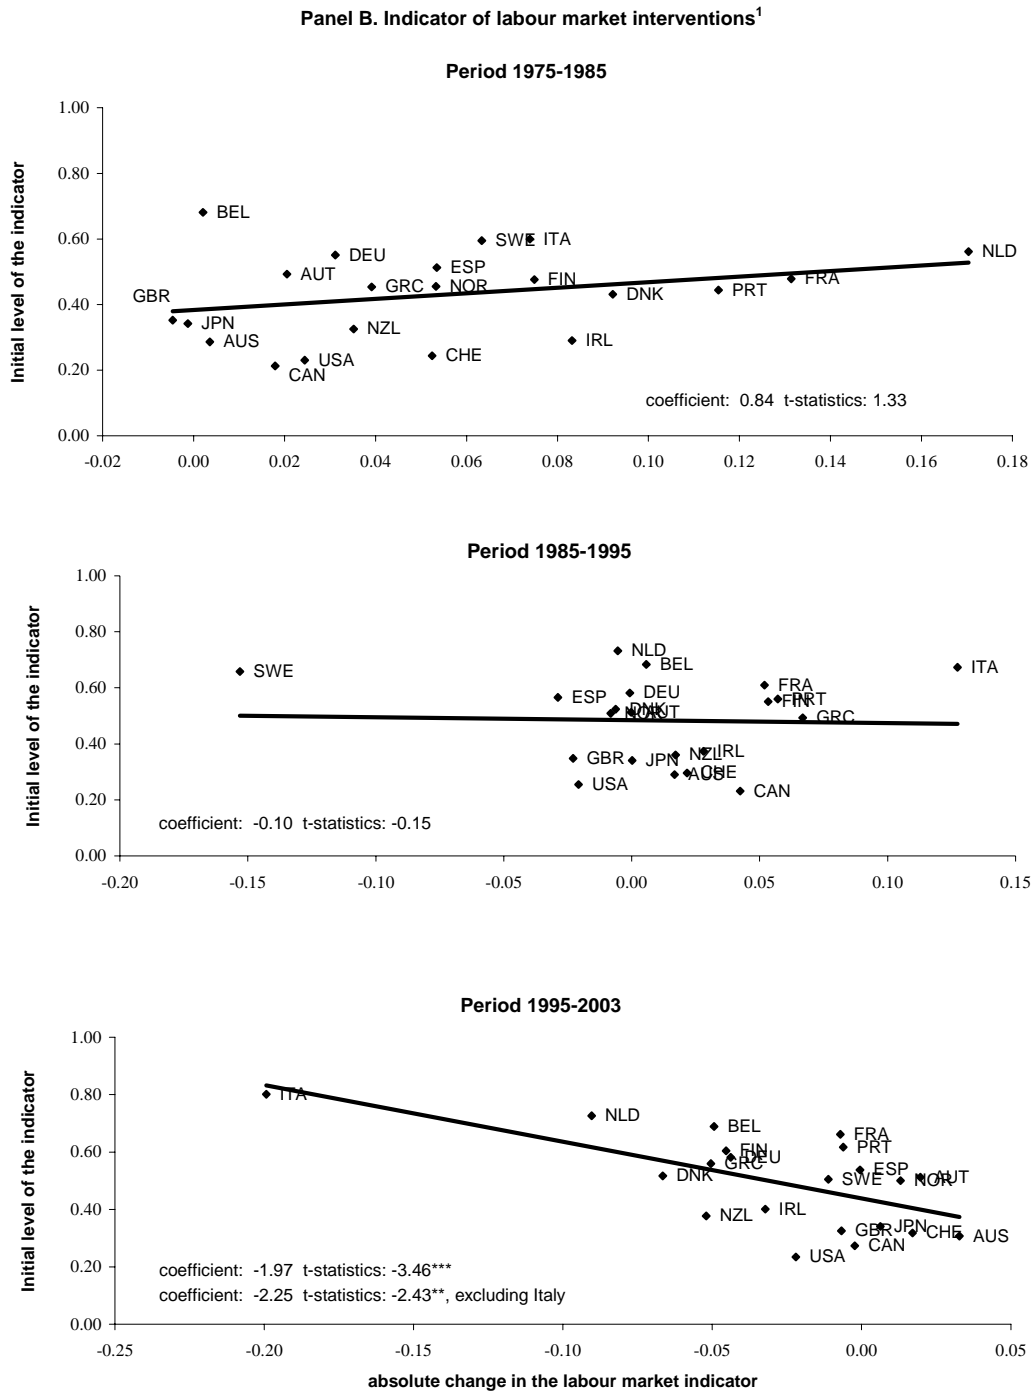 Panel B. Indicator of labour market interventions1
Period 1975-1985
Initial level of the indicator
1.00
0.80
0.60
0.40
0.20
0.00
BEL
SWE
ITA
NLD
DEU
ESP
AUT
FIN
FRA
GRC
NOR
DNK
PRT
GBR
JPN
NZL
AUS
IRL
USA
CHE
CAN
coefficient: 0.84 t-statistics: 1.33
-0.02 0.00 0.02 0.04 0.06 0.08 0.10 0.12 0.14 0.16 0.18
Period 1985-1995
Initial level of the indicator
1.00
0.80
0.60
0.40
0.20
0.00
NLD
BEL
SWE
ITA
FRA
DEU
ESP
FIN
PRT
DNK
NOR
AUT
GRC
GBR
JPN
NZL
IRL
AUS
CHE
USA
CAN
coefficient: -0.10 t-statistics: -0.15
-0.20 -0.15 -0.10 -0.05 0.00 0.05 0.10 0.15
Period 1995-2003
Initial level of the indicator
1.00
0.80
0.60
0.40
0.20
0.00
ITA
NLD
BEL
FRA
FIN
PRT
DEU
GRC
ESP
DNK
SWE
NOR
AUT
NZL
IRL
GBR
JPN
CHE
AUS
CAN
USA
coefficient: -1.97 t-statistics: -3.46***
coefficient: -2.25 t-statistics: -2.43**, excluding Italy
-0.25 -0.20 -0.15 -0.10 -0.05 0.00 0.05
absolute change in the labour market indicator